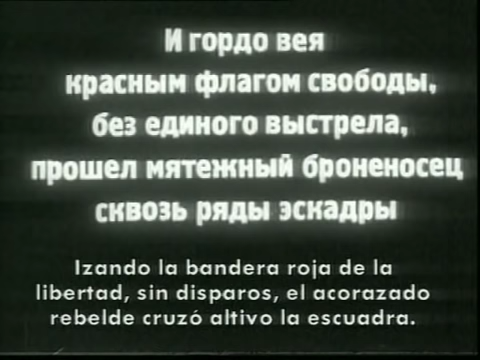 И гордо вея
красным флагом свободы,
без единого выстрела,
прошел мятежный броненосец
сквозь ряды эскадры
Izando la bandera roja de la
libertad, sin disparos, el acorazado
rebelde cruzó altivo la escuadra.